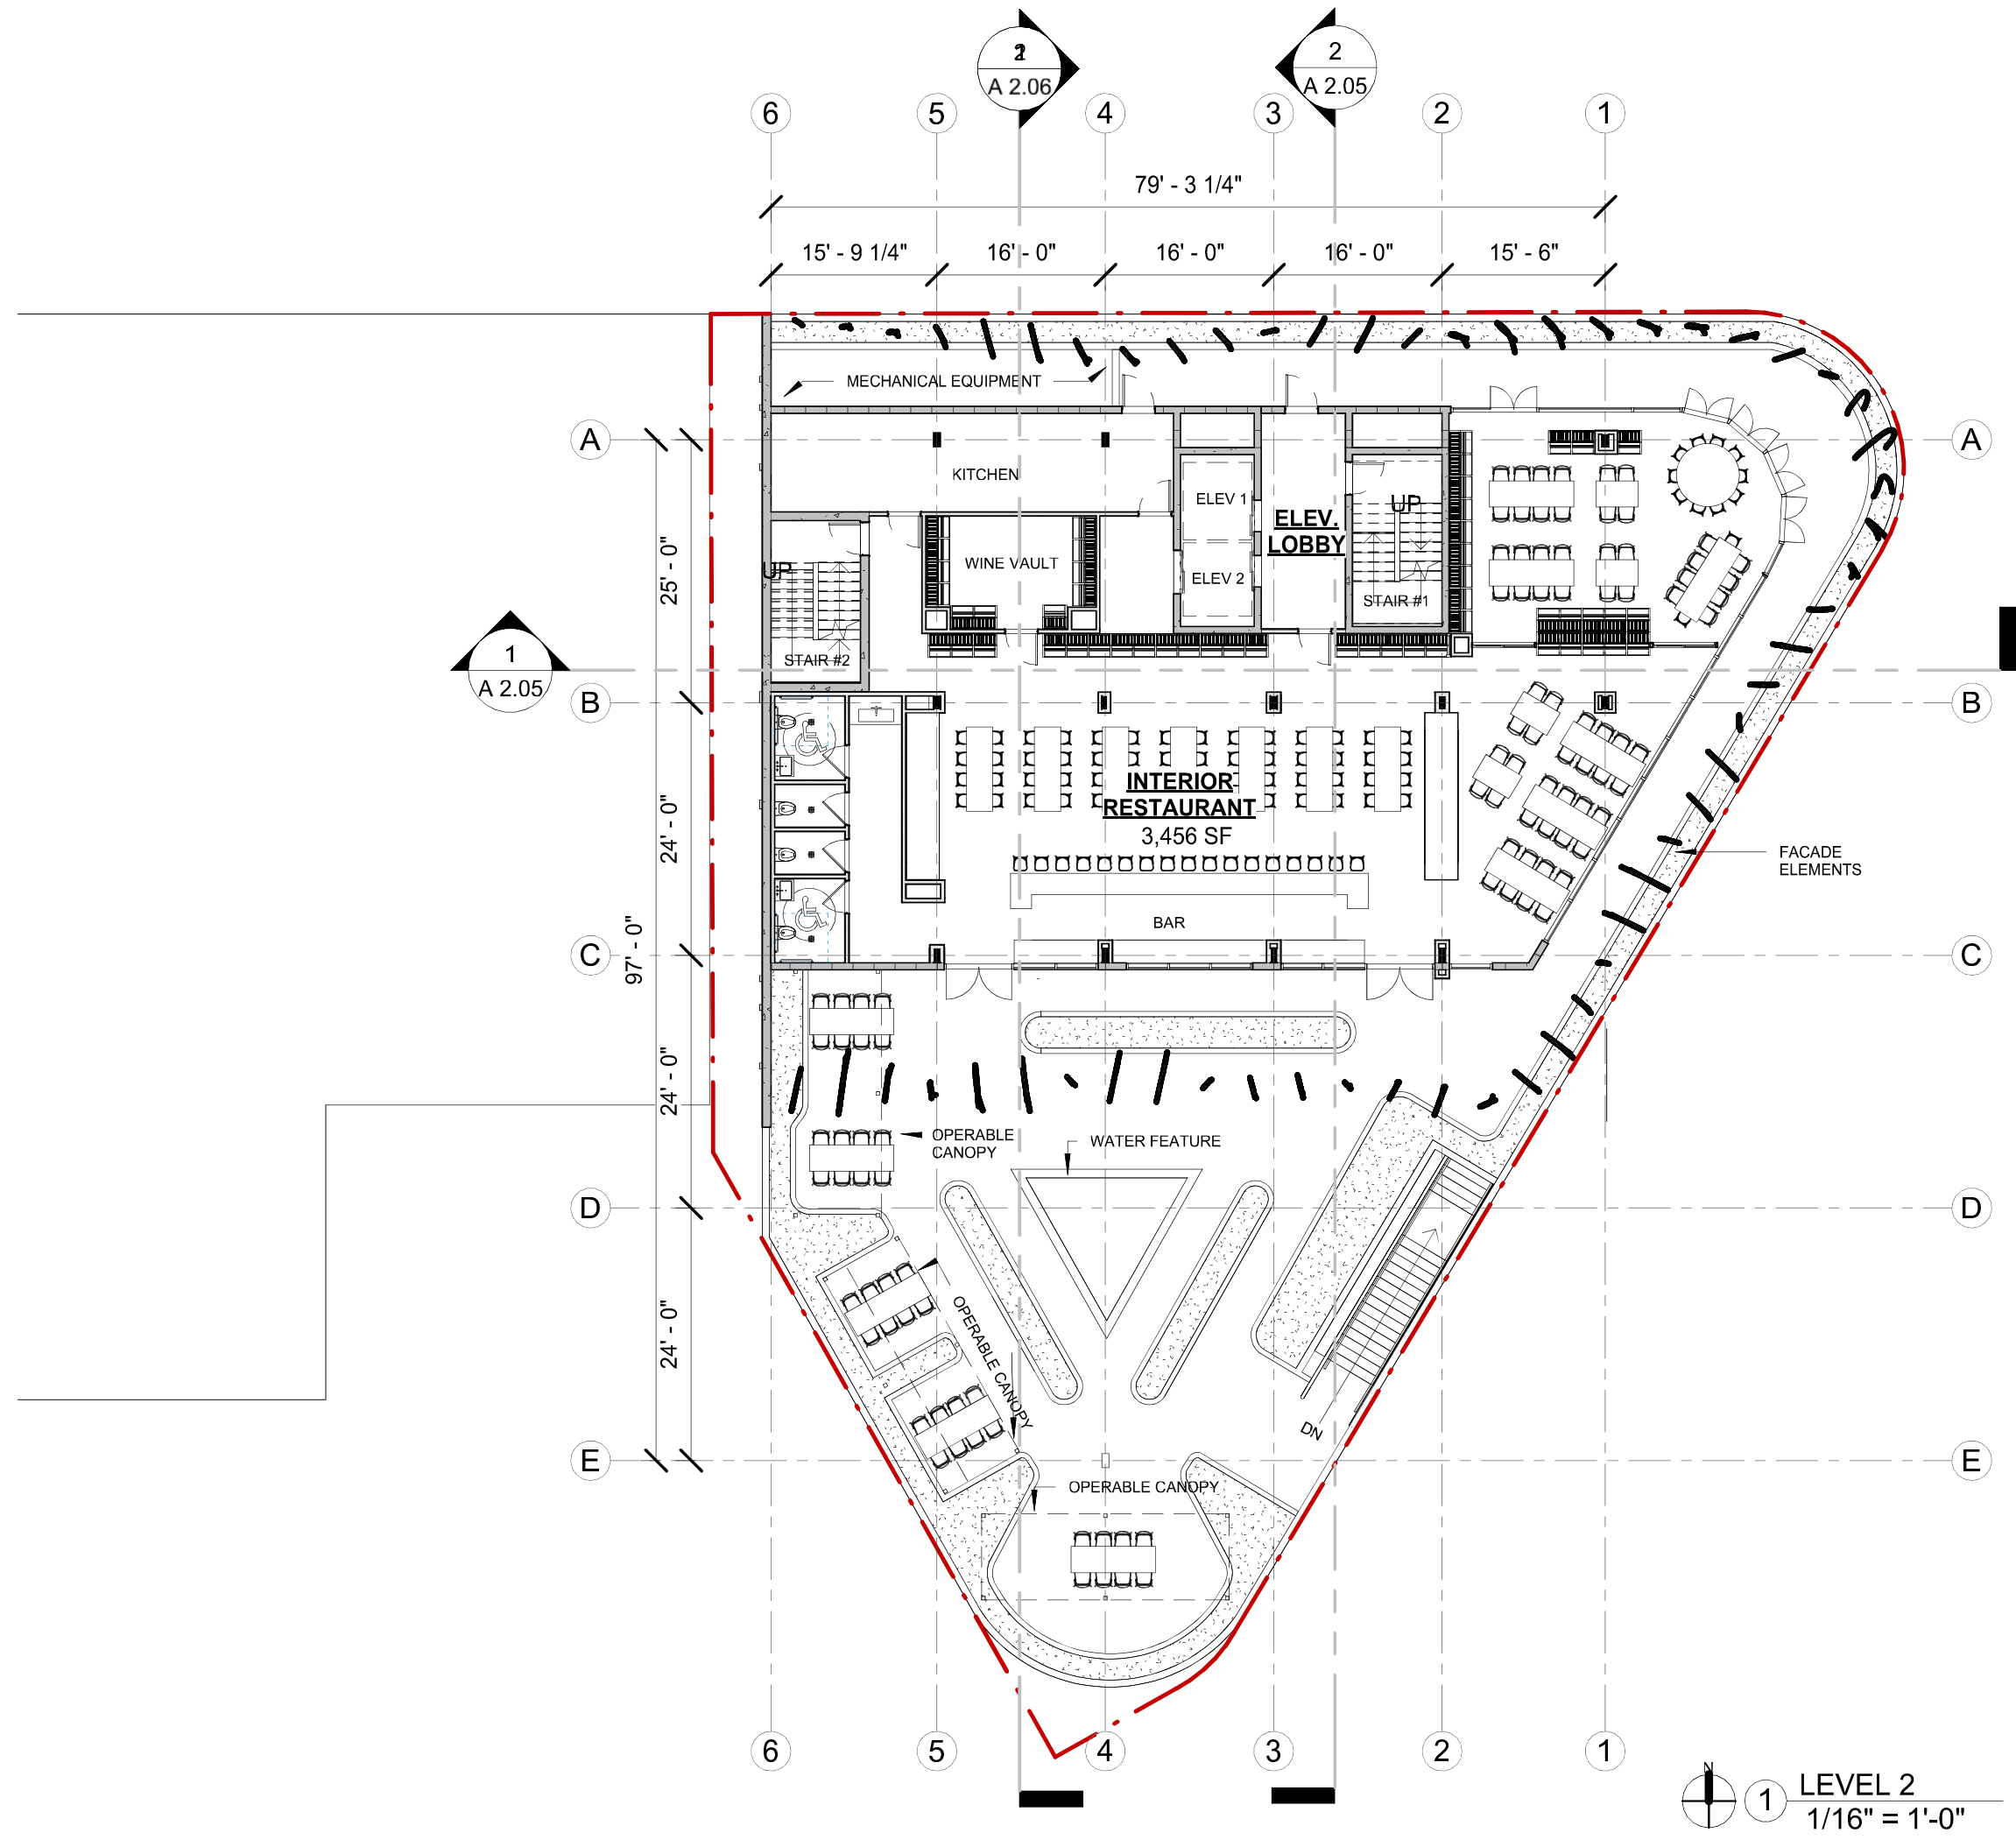 2
A 2.06
A 2.05
6
5
4
3
2
1
79' - 3 1/4"
15' - 9 1/4"
16' - 0"
16' - 0"
16' - 0"
15' - 6"
MECHANICAL EQUIPMENT
A
A
KITCHEN
ELEV 1
UP
ELEV.
LOBBY
25' - 0"
WINE VAULT
UP
ELEV 2
STAIR #1
1
A 2.05
STAIR #2
B
B
INTERIOR
RESTAURANT
3,456 SF
24' - 0"
FACADE
ELEMENTS
BAR
97' - 0"
C
C
24' - 0"
OPERABLE
CANOPY
WATER FEATURE
D
D
24' - 0"
OPERABLE CANOPY
DN
E
E
OPERABLE CANOPY
6
5
4
3
2
1
N
1
LEVEL 2
1/16" = 1'-0"